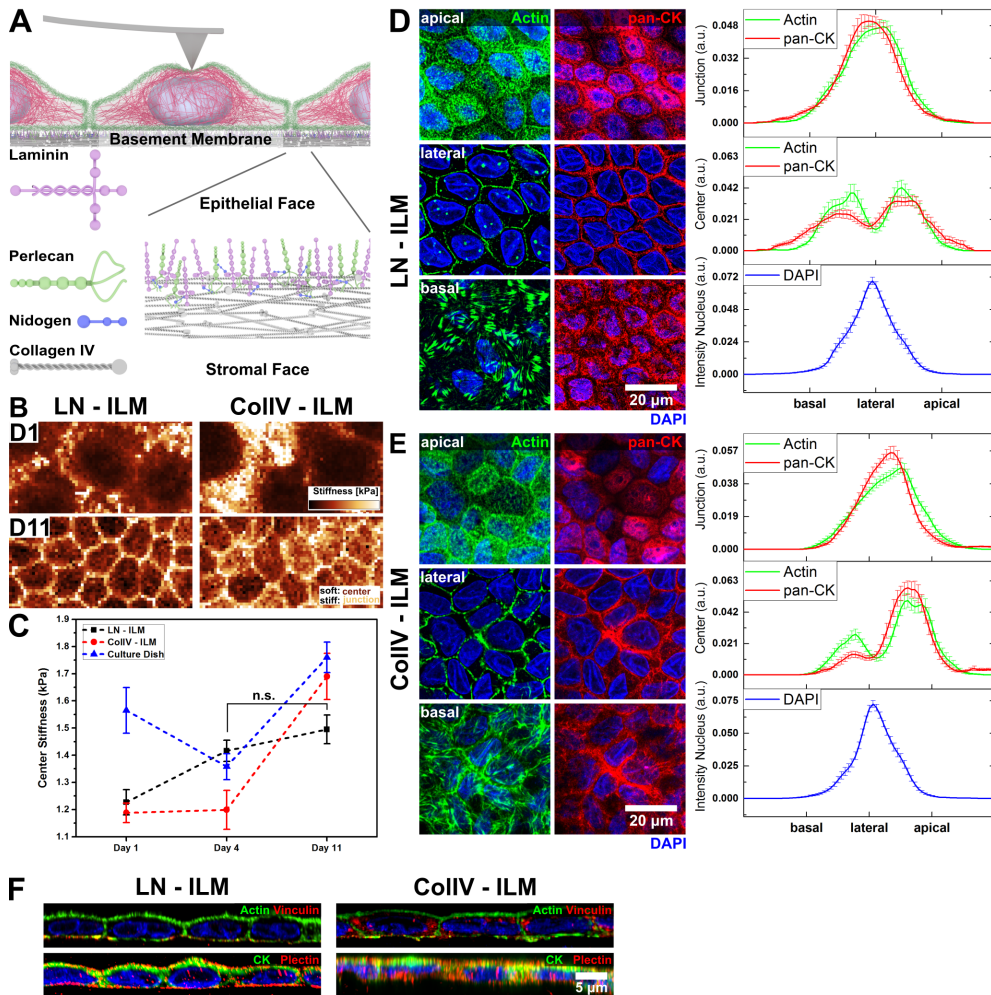 A
Basement Membrane
Laminin
Epithelial Face
Perlecan
Nidogen
Collagen IV
Stromal Face
B
LN - ILM
ColIV - ILM
D1
Stiffness [kPa]
D11
soft: center
stiff: junction
C
1.9
1.8
1.7
1.6
1.5
1.4
1.3
1.2
1.1
Center Stiffness (kPa)
LN - ILM
ColIV - ILM
Culture Dish
n.s.
Day 1
Day 4
Day 11
D
LN - ILM
apical
Actin
pan-CK
lateral
basal
20 µm
DAPI
Junction (a.u.)
0.048
0.032
0.016
0.000
Actin
pan-CK
Center (a.u.)
0.063
0.042
0.021
0.000
Actin
pan-CK
Intensity Nucleus (a.u.)
0.072
0.048
0.024
0.000
DAPI
basal
lateral
apical
E
ColIV - ILM
apical
Actin
pan-CK
lateral
basal
20 µm
DAPI
Junction (a.u.)
0.057
0.038
0.019
0.000
Actin
pan-CK
Center (a.u.)
0.063
0.042
0.021
0.000
Actin
pan-CK
Intensity Nucleus (a.u.)
0.075
0.050
0.025
0.000
DAPI
basal
lateral
apical
F
LN - ILM
ColIV - ILM
Actin Vinculin
Actin Vinculin
CK Plectin
CK Plectin
5 µm